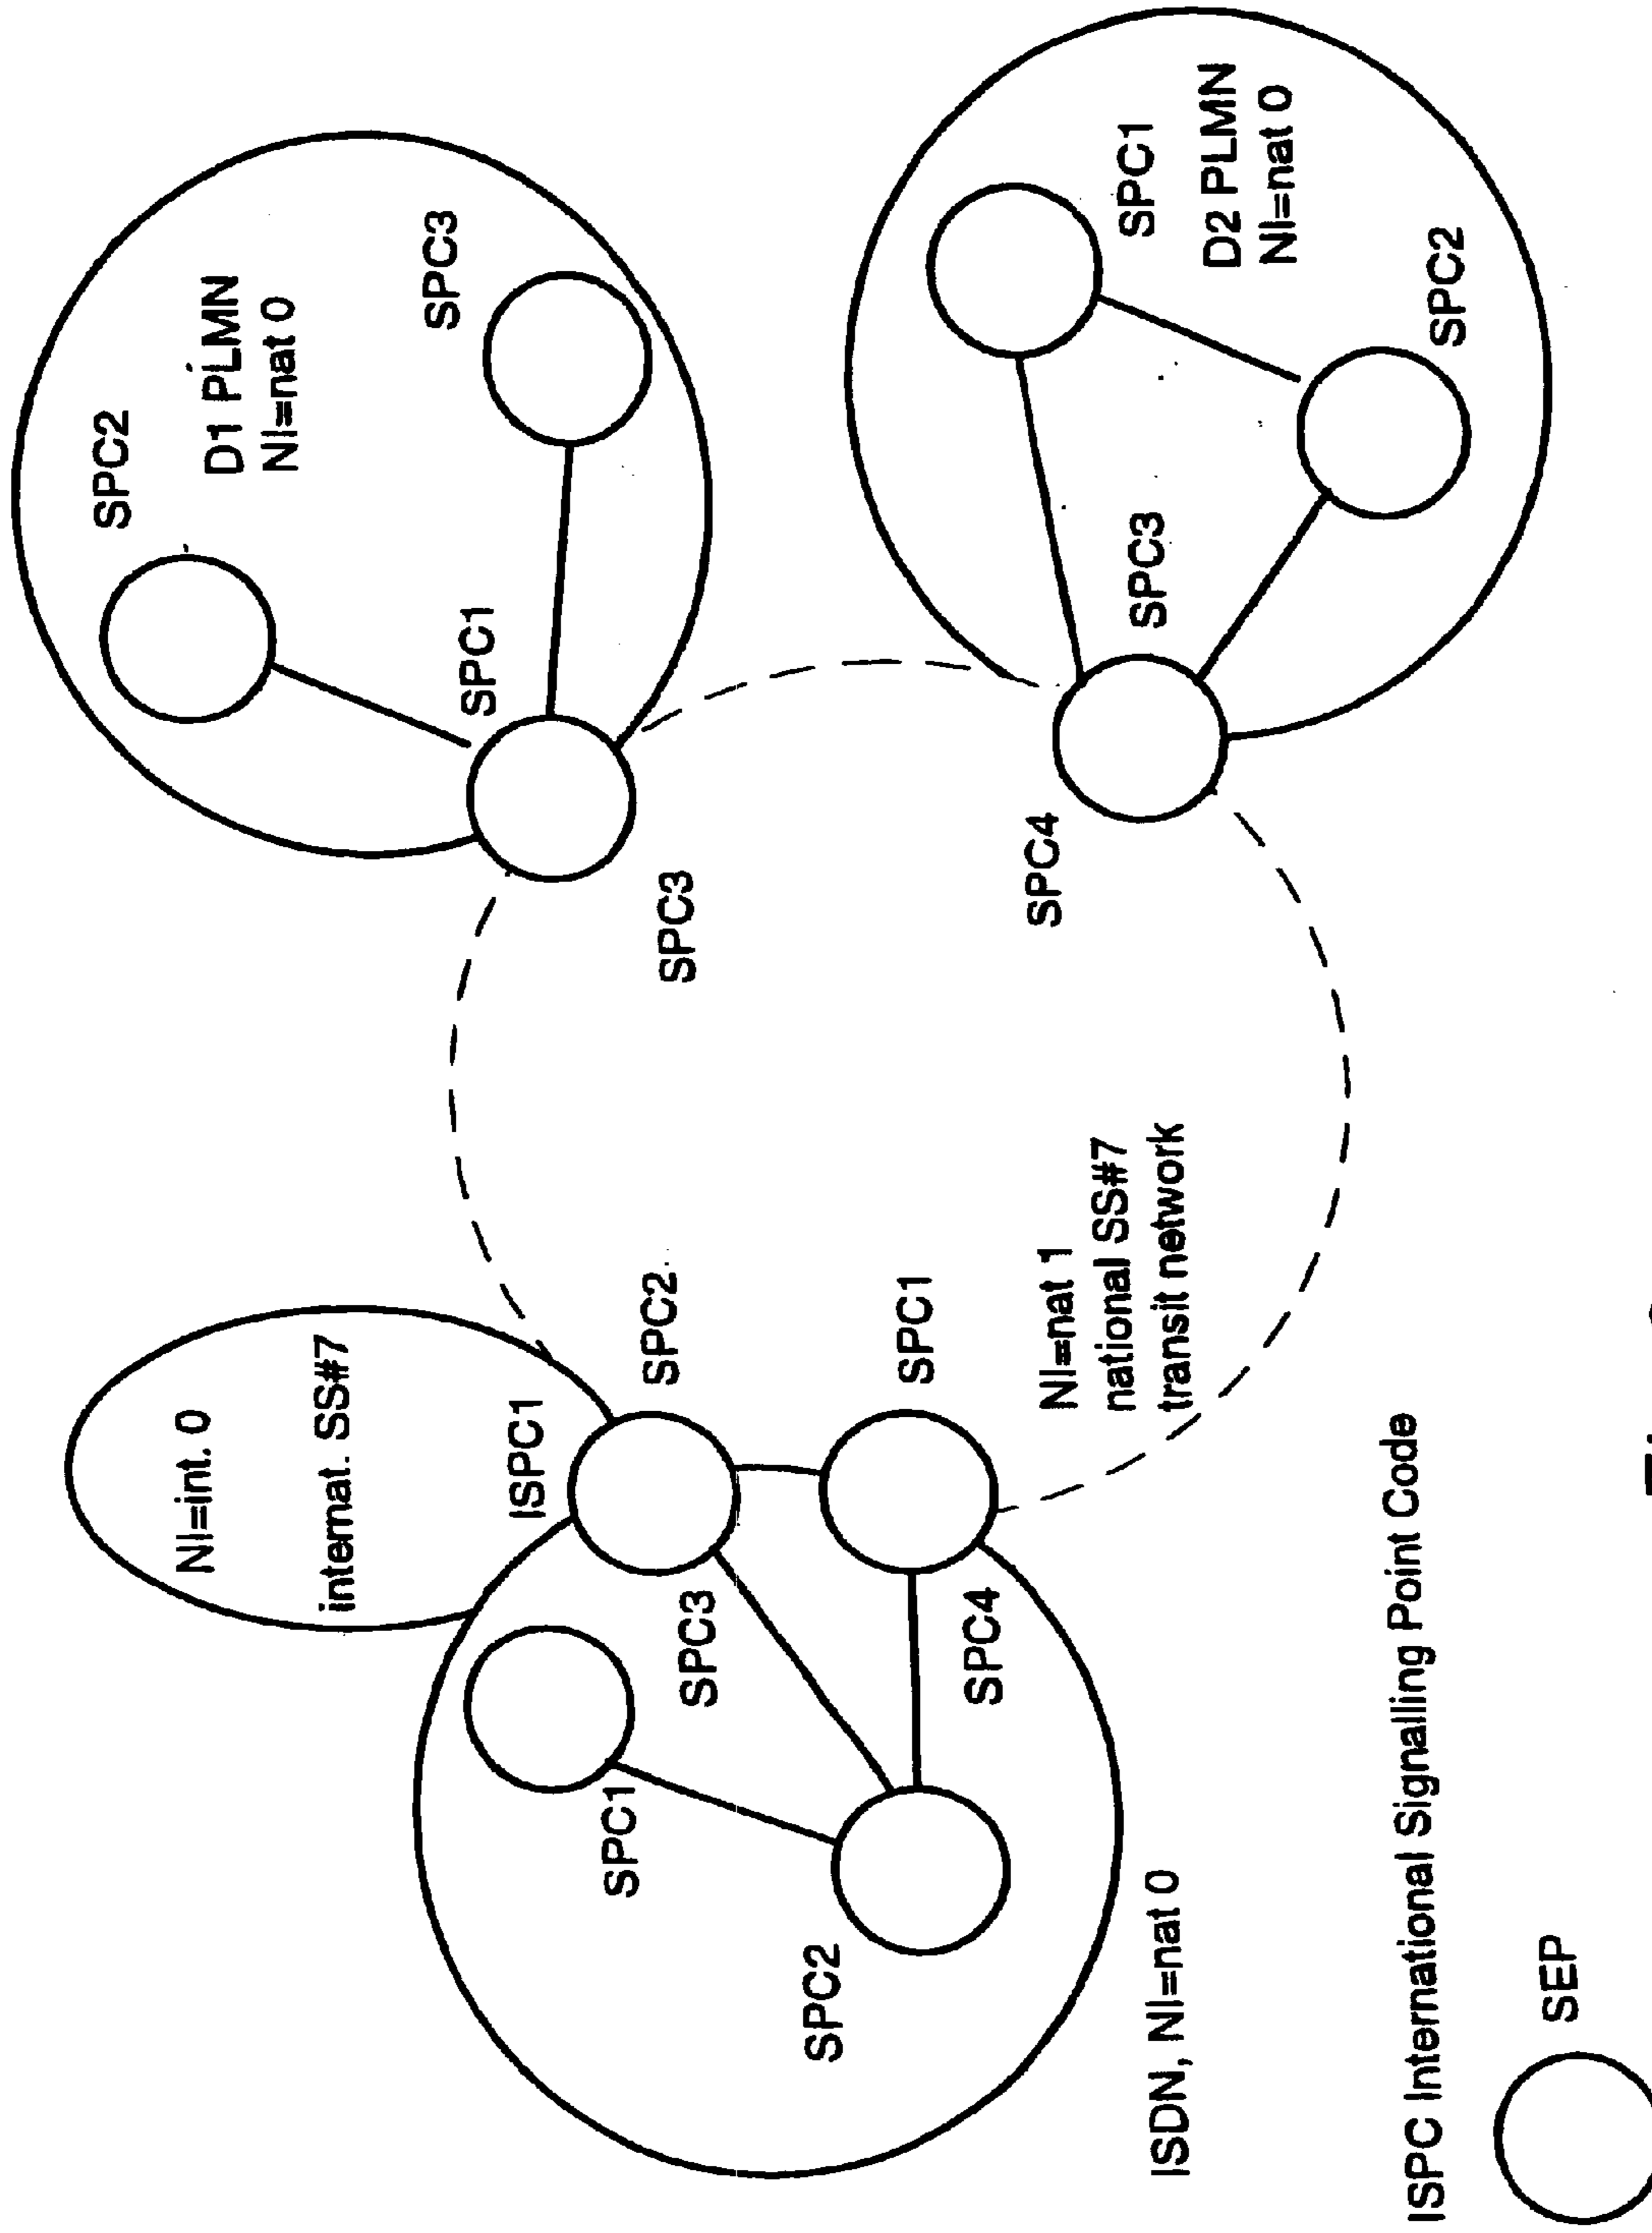 NI=int. 0
internat. SS#7
SPC2
D1 PLMN
NI=nat 0
SPC3
SPC1
SPC3
ISPC1
SPC2
SPC1
SPC3
SPC2
SPC4
SPC1
NI=nat 1
national SS#7
transit network
SPC4
SPC3
SPC1
D2 PLMN
NI=nat 0
SPC2
ISDN, NI=nat 0
ISPC International Signalling Point Code
SEP